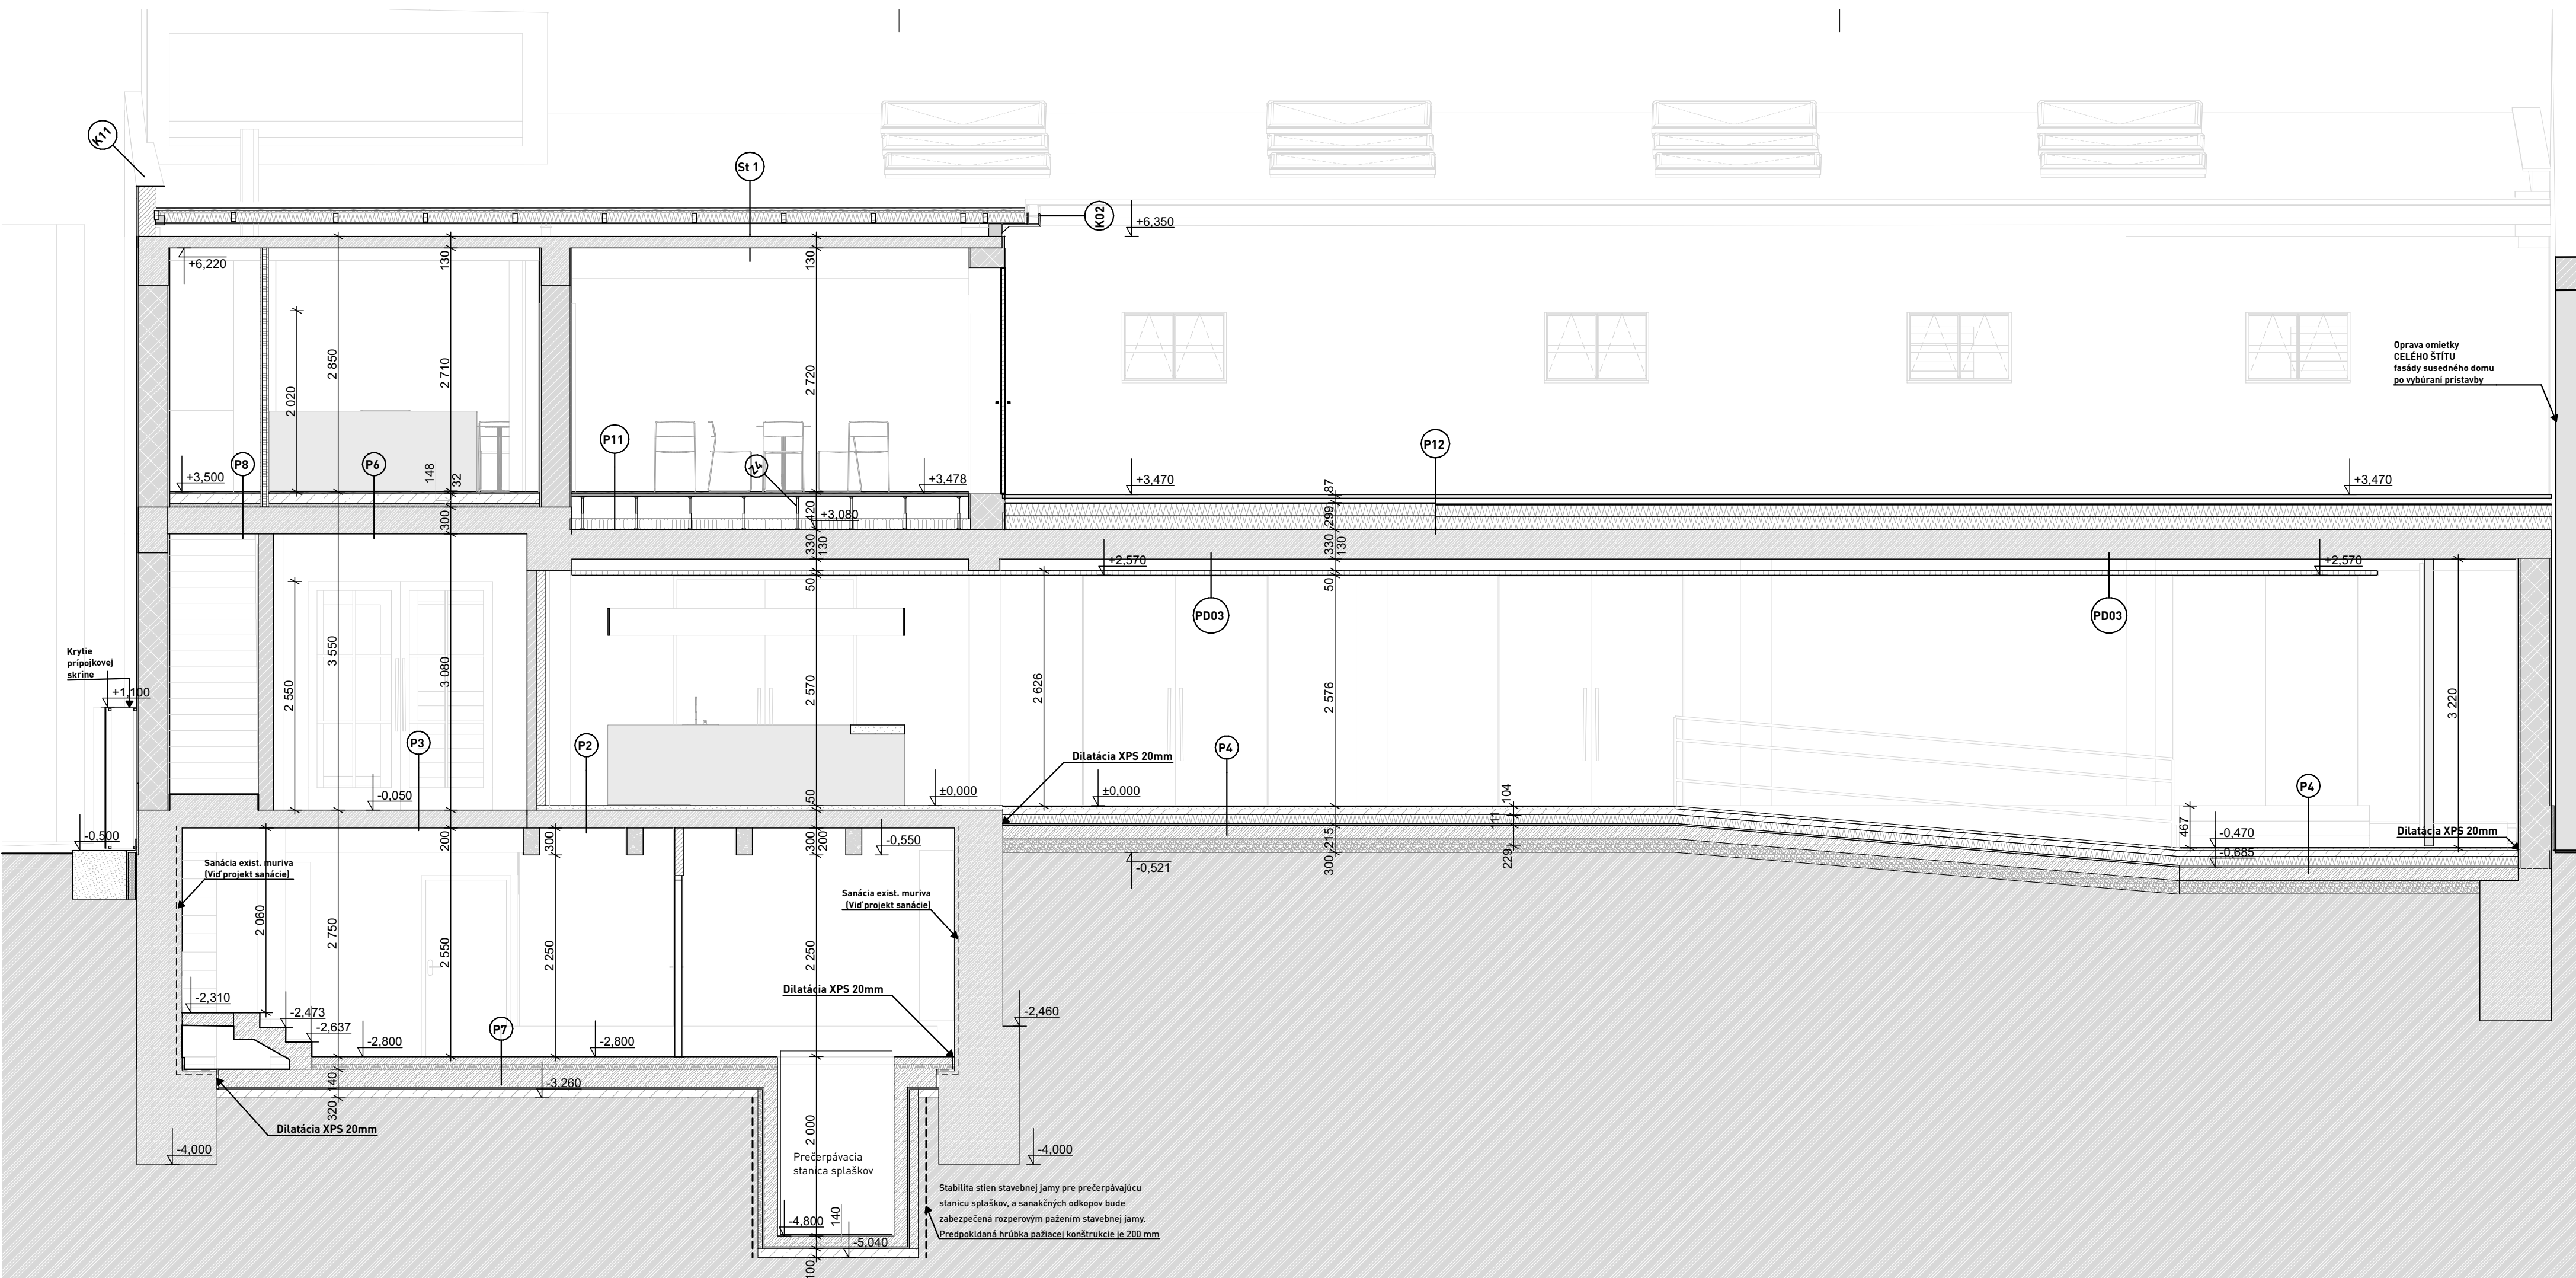 K11
St 1
K02
+6,350
+6,220
130
130
2 850
2 710
2 720
2 020
Oprava omietky
CELÉHO ŠTÍTU
fasády susedného domu
po vybúraní prístavby
P11
P12
P8
P6
Z4
148
32
+3,500
+3,478
+3,470
+3,470
87
299
420
+3,080
300
330
130
330
130
+2,570
+2,570
50
50
PD03
PD03
Krytie
prípojkovej
skrine
+1,100
3 550
3 080
2 550
2 570
2 626
2 576
3 220
P3
P2
P4
P4
Dilatácia XPS 20mm
-0,050
50
±0,000
±0,000
104
111
467
-0,470
-0,685
Dilatácia XPS 20mm
-0,500
200
300
300
200
-0,550
300
215
229
-0,521
Sanácia exist. muriva
(Viď projekt sanácie)
Sanácia exist. muriva
(Viď projekt sanácie)
2 060
2 750
2 550
2 250
2 250
Dilatácia XPS 20mm
-2,310
-2,473
-2,637
-2,460
P7
-2,800
-2,800
140
320
-3,260
Dilatácia XPS 20mm
2 000
-4,000
-4,000
Prečerpávacia
stanica splaškov
Stabilita stien stavebnej jamy pre prečerpávajúcu
stanicu splaškov, a sanakčných odkopov bude
zabezpečená rozperovým pažením stavebnej jamy.
Predpokldaná hrúbka pažiacej konštrukcie je 200 mm
-4,800
140
-5,040
100